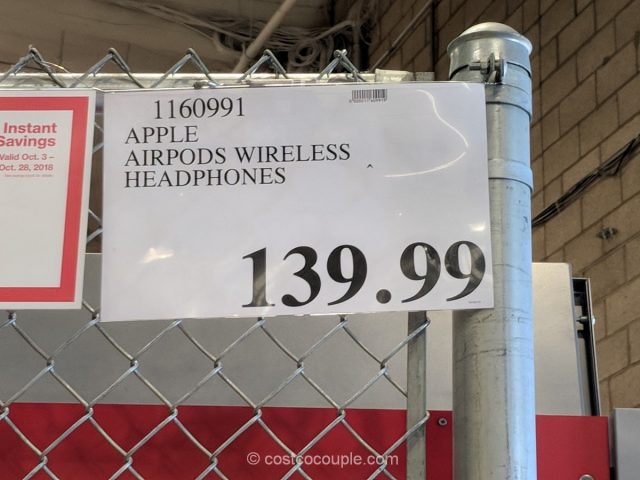 Instant
Savings
Valid Oct. 3 –
Oct. 28, 2018
1160991
APPLE
AIRPODS WIRELESS
HEADPHONES
139.99
© costcocouple.com